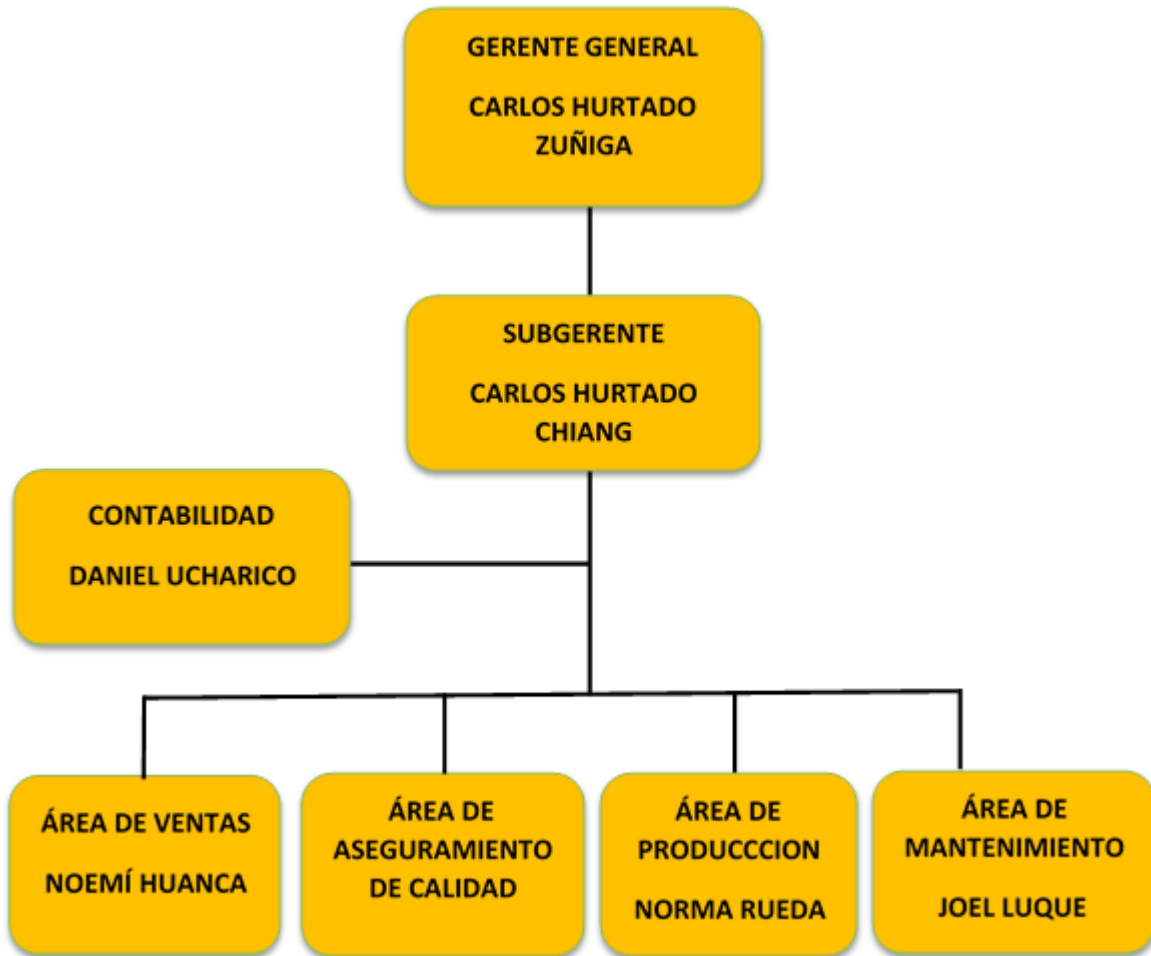 GERENTE GENERAL
CARLOS HURTADO
ZUÑIGA
SUBGERENTE
CARLOS HURTADO
CHIANG
CONTABILIDAD
DANIEL UCHARICO
ÁREA DE VENTAS
NOEMÍ HUANCA
ÁREA DE
ASEGURAMIENTO
DE CALIDAD
ÁREA DE
PRODUCCCION
NORMA RUEDA
ÁREA DE
MANTENIMIENTO
JOEL LUQUE